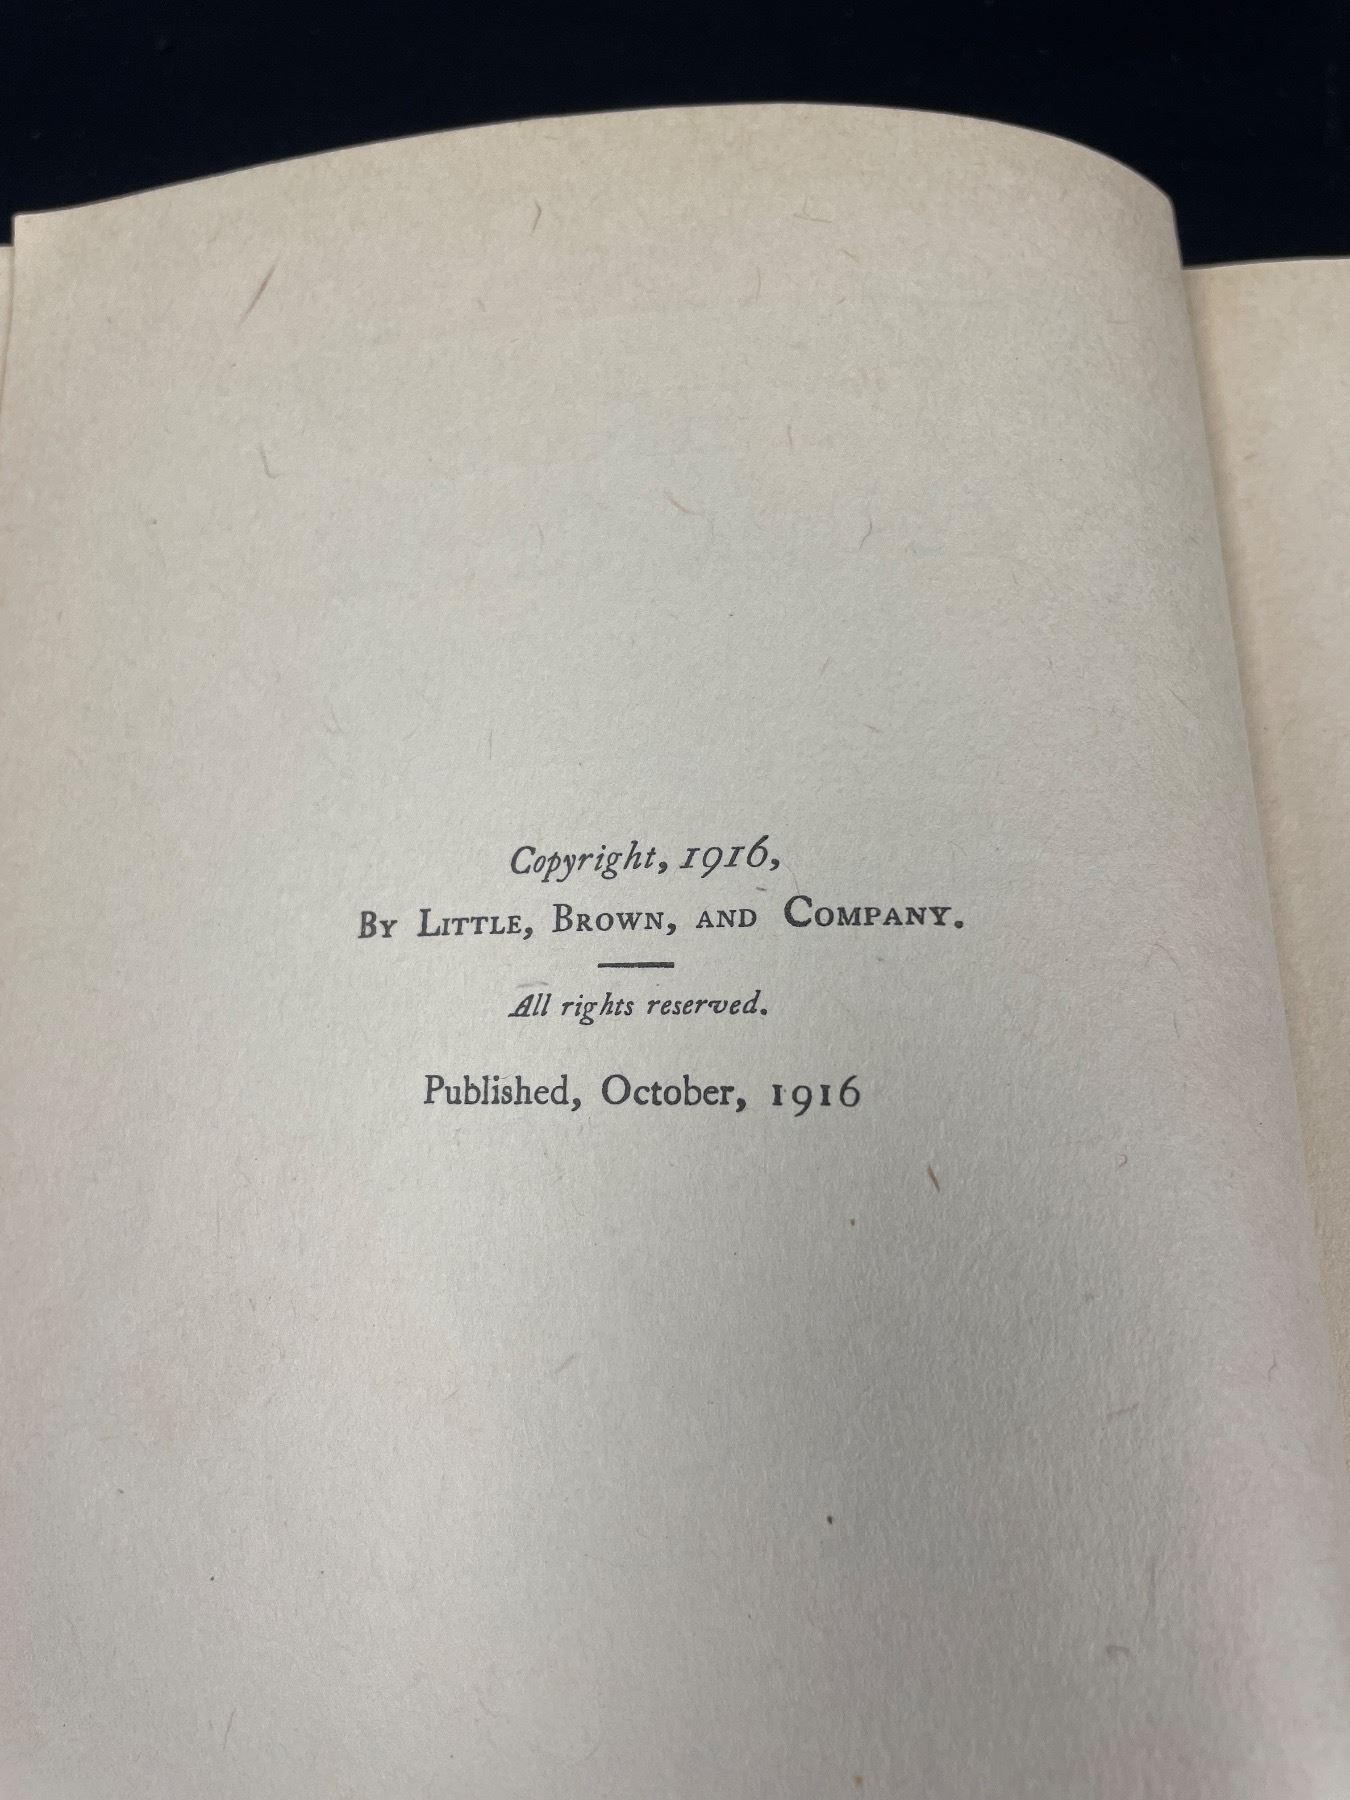 Copyright, 1916,
By Little, Brown, and Company.
All rights reserved.
Published, October, 1916